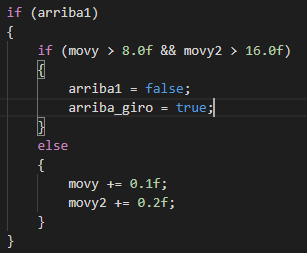 if (arriba1)
{
if (movy > 8.0f && movy2 > 16.0f)
{
arriba1 = false;
arriba_giro = true;
}
else
{
movy += 0.1f;
movy2 += 0.2f;
}
}